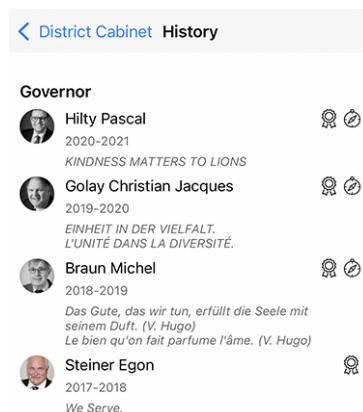 District Cabinet History
Governor
Hilty Pascal
2020-2021
KINDNESS MATTERS TO LIONS
Golay Christian Jacques
2019-2020
EINHEIT IN DER VIELFALT.
L'UNITÉ DANS LA DIVERSITÉ.
Braun Michel
2018-2019
Das Gute, das wir tun, erfüllt die Seele mit
seinem Duft. (V. Hugo)
Le bien qu'on fait parfume l'âme. (V. Hugo)
Steiner Egon
2017-2018
We Serve.